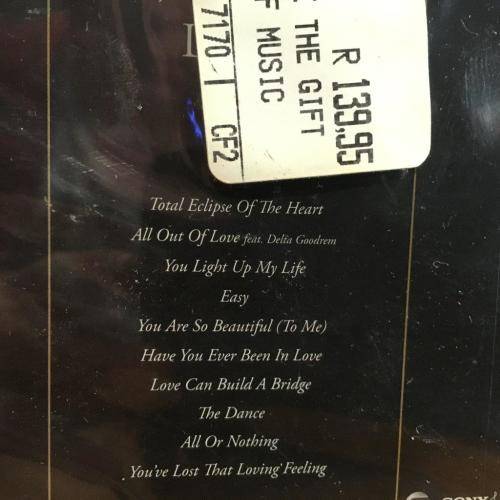 R 139,95
E THE GIFT
F MUSIC
7170 1 CF2
Total Eclipse Of The Heart
All Out Of Love feat. Delta Goodrem
You Light Up My Life
Easy
You Are So Beautiful (To Me)
Have You Ever Been In Love
Love Can Build A Bridge
The Dance
All Or Nothing
You've Lost That Loving Feeling